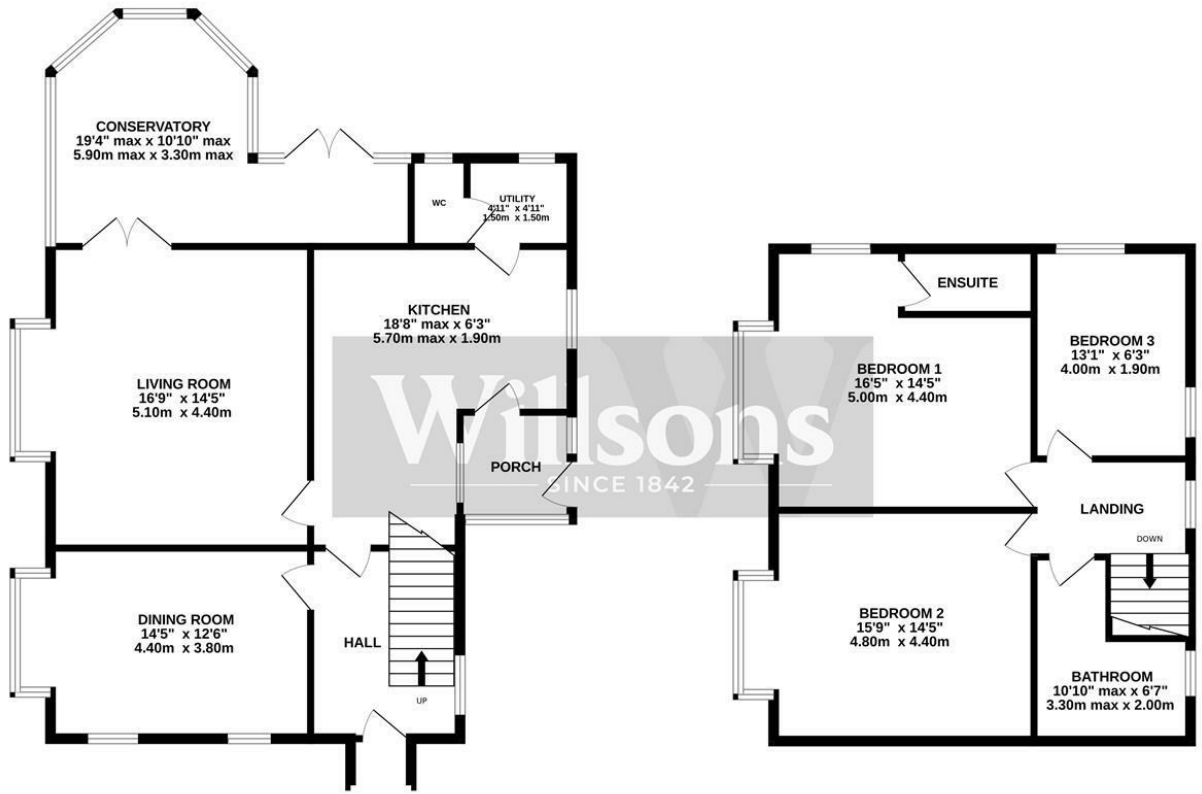 CONSERVATORY
19'4" max x 10'10" max
5.90m max x 3.30m max
WC
UTILITY
4'11" x 4'11"
1.50m x 1.50m
KITCHEN
18'8" max x 6'3"
5.70m max x 1.90m
LIVING ROOM
16'9" x 14'5"
5.10m x 4.40m
PORCH
DINING ROOM
14'5" x 12'6"
4.40m x 3.80m
HALL
UP
ENSUITE
BEDROOM 1
16'5" x 14'5"
5.00m x 4.40m
BEDROOM 3
13'1" x 6'3"
4.00m x 1.90m
LANDING
DOWN
BEDROOM 2
15'9" x 14'5"
4.80m x 4.40m
BATHROOM
10'10" max x 6'7"
3.30m max x 2.00m
W
Willsons
SINCE 1842